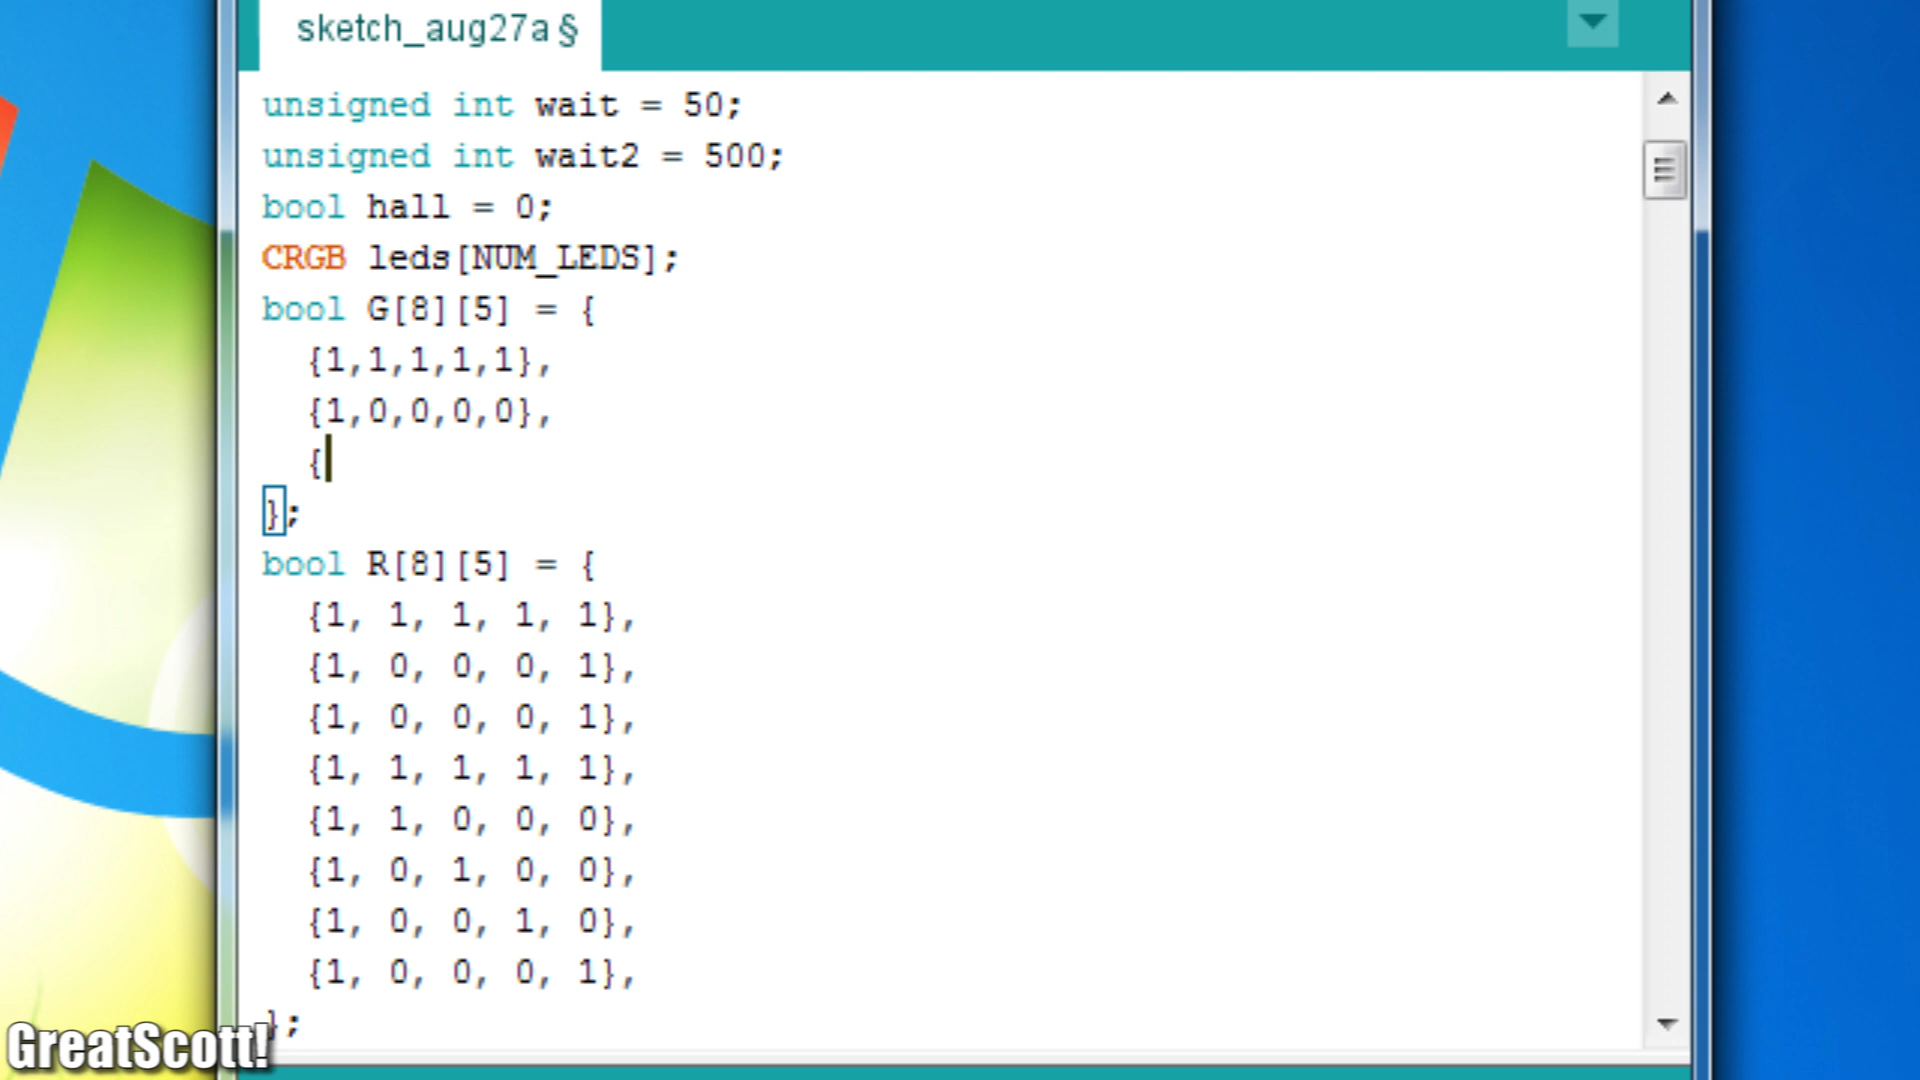 sketch_aug27a §
unsigned int wait = 50;
unsigned int wait2 = 500;
bool hall = 0;
CRGB leds[NUM_LEDS];
bool G[8][5] = {
{1,1,1,1,1},
{1,0,0,0,0},
{
};
bool R[8][5] = {
{1, 1, 1, 1, 1},
{1, 0, 0, 0, 1},
{1, 0, 0, 0, 1},
{1, 1, 1, 1, 1},
{1, 1, 0, 0, 0},
{1, 0, 1, 0, 0},
{1, 0, 0, 1, 0},
{1, 0, 0, 0, 1},
};
GreatScott!